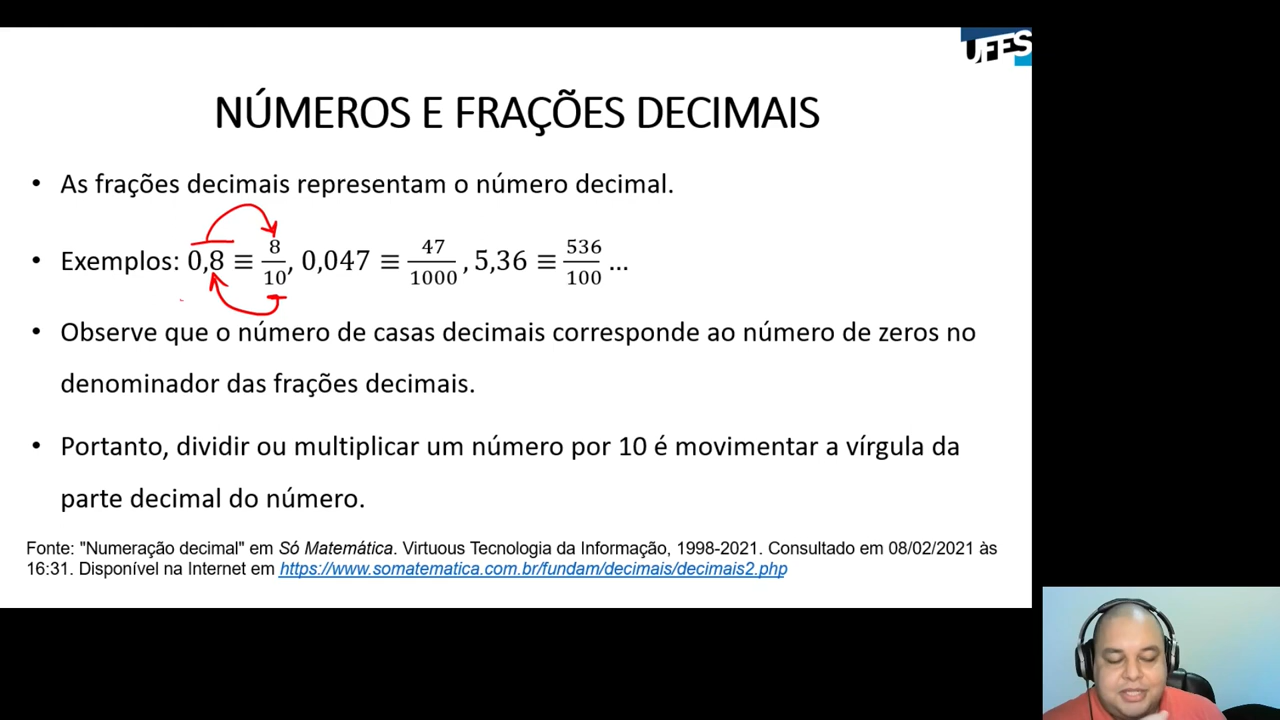 UFES
NÚMEROS E FRAÇÕES DECIMAIS
• As frações decimais representam o número decimal.
• Exemplos: 0,8 ≡ 8/10, 0,047 ≡ 47/1000, 5,36 ≡ 536/100 ...
• Observe que o número de casas decimais corresponde ao número de zeros no
denominador das frações decimais.
• Portanto, dividir ou multiplicar um número por 10 é movimentar a vírgula da
parte decimal do número.
Fonte: "Numeração decimal" em Só Matemática. Virtuous Tecnologia da Informação, 1998-2021. Consultado em 08/02/2021 às
16:31. Disponível na Internet em https://www.somatematica.com.br/fundam/decimais/decimais2.php